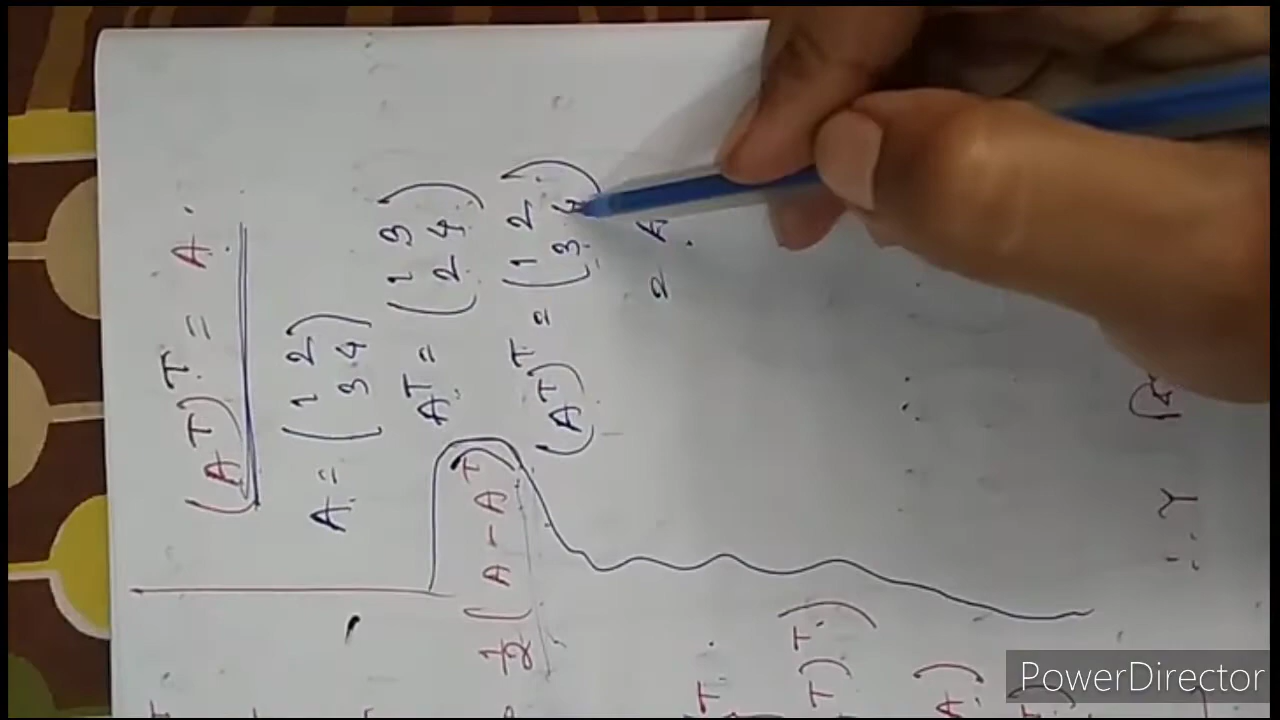 (Aᵀ)ᵀ = A.
A = (1 2
3 4)
Aᵀ = (1 3
2 4)
(Aᵀ)ᵀ = (1 2
3 4)
= A
½(A - Aᵀ)
∴ Y
PowerDirector